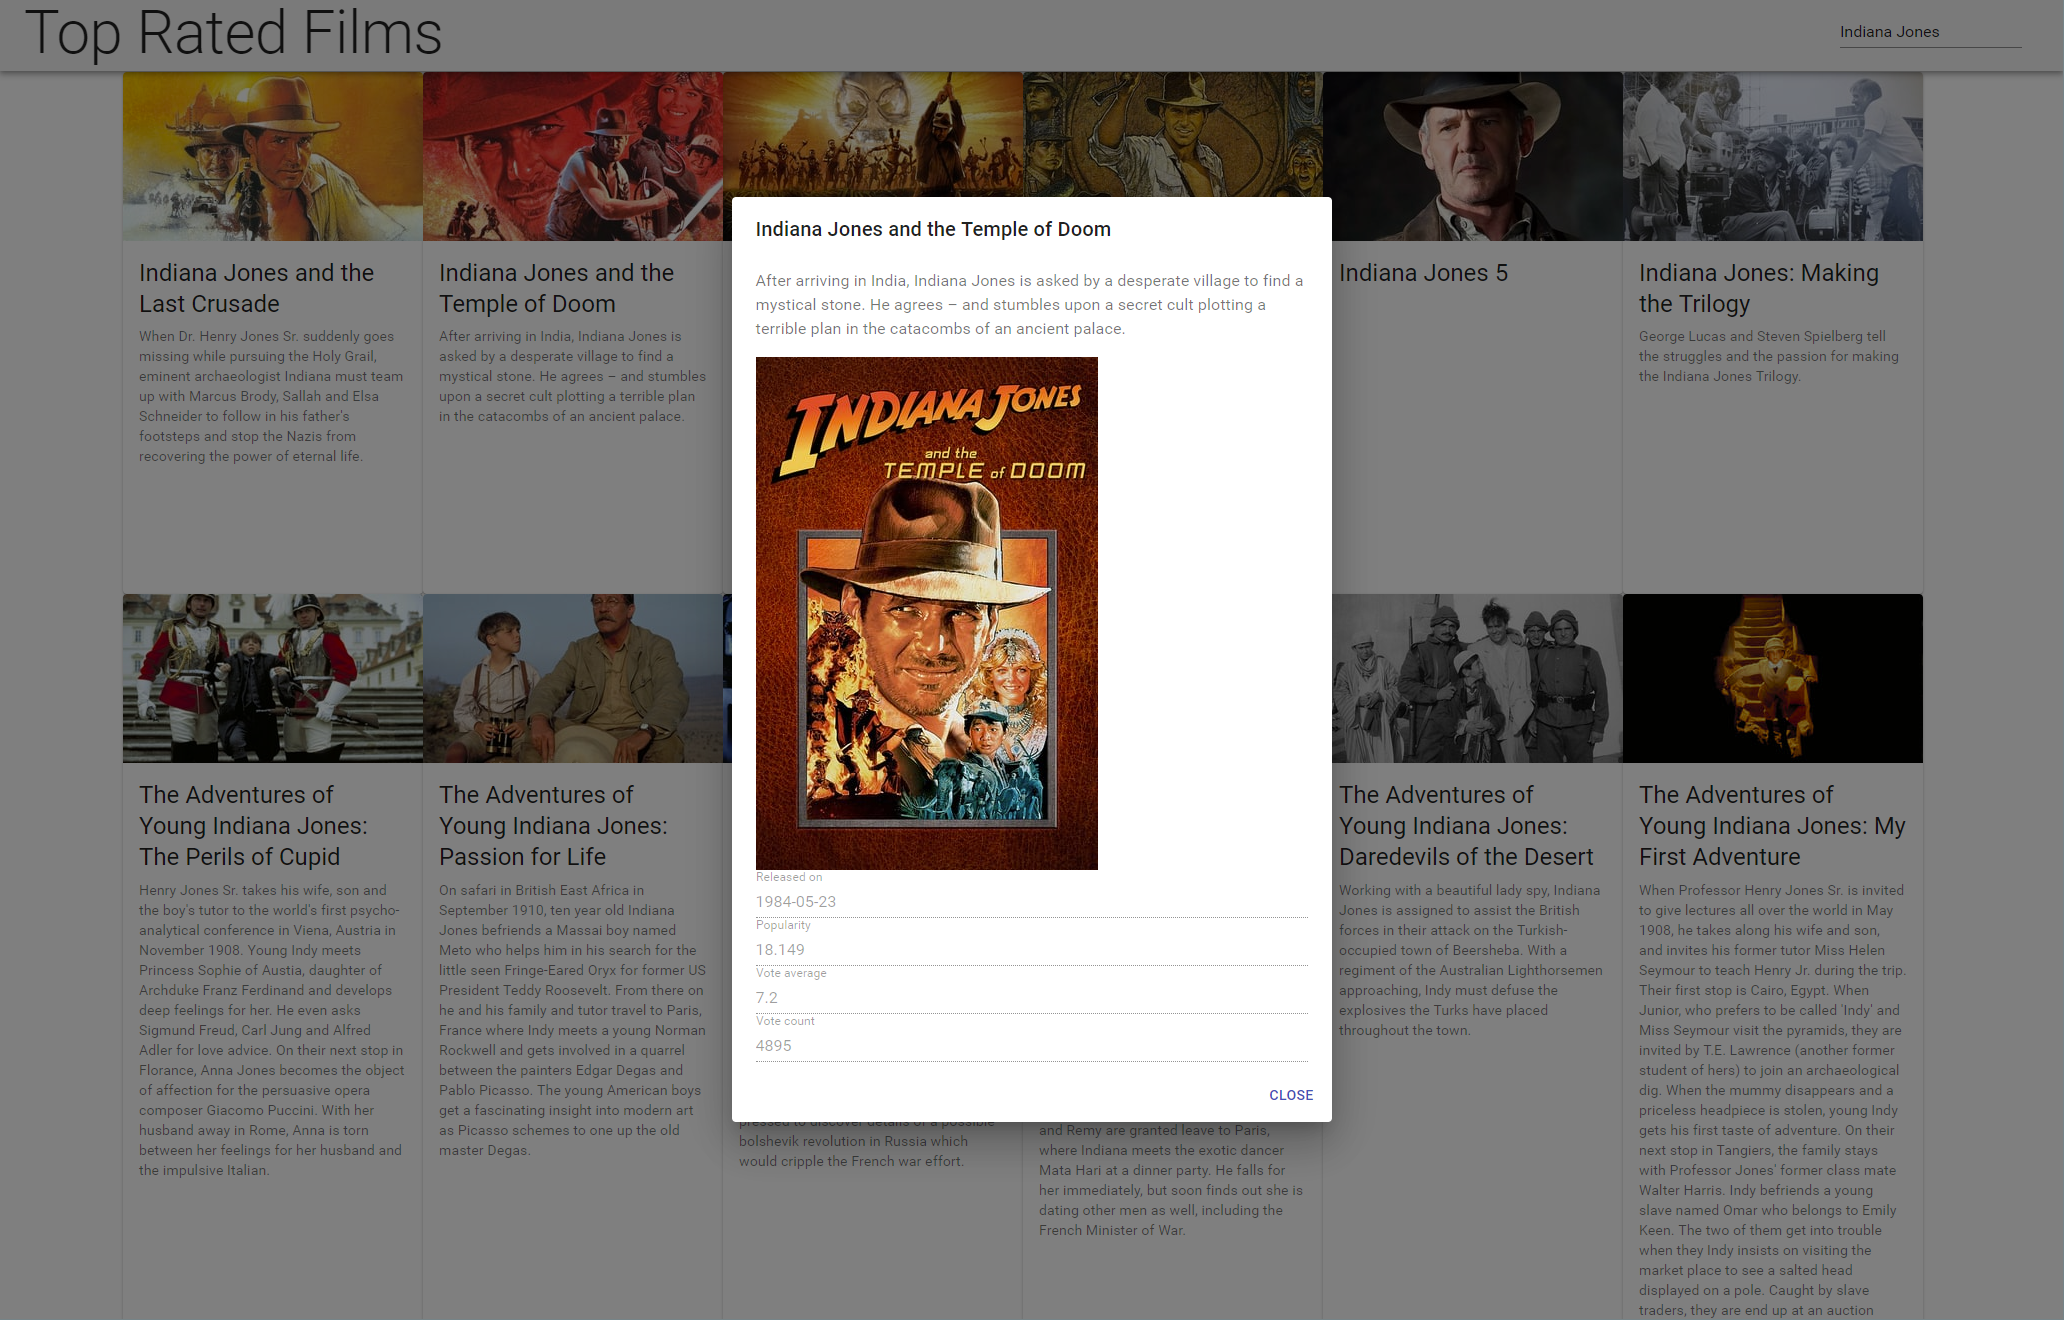 Top Rated Films
Indiana Jones
Indiana Jones and the
Last Crusade
When Dr. Henry Jones Sr. suddenly goes
missing while pursuing the Holy Grail,
eminent archaeologist Indiana must team
up with Marcus Brody, Sallah and Elsa
Schneider to follow in his father's
footsteps and stop the Nazis from
recovering the power of eternal life.
Indiana Jones and the
Temple of Doom
After arriving in India, Indiana Jones is
asked by a desperate village to find a
mystical stone. He agrees – and stumbles
upon a secret cult plotting a terrible plan
in the catacombs of an ancient palace.
Indiana Jones and the Temple of Doom
After arriving in India, Indiana Jones is asked by a desperate village to find a
mystical stone. He agrees – and stumbles upon a secret cult plotting a
terrible plan in the catacombs of an ancient palace.
INDIANA JONES
and the
TEMPLE of DOOM
Released on
1984-05-23
Popularity
18.149
Vote average
7.2
Vote count
4895
CLOSE
Indiana Jones 5
Indiana Jones: Making
the Trilogy
George Lucas and Steven Spielberg tell
the struggles and the passion for making
the Indiana Jones Trilogy.
The Adventures of
Young Indiana Jones:
The Perils of Cupid
Henry Jones Sr. takes his wife, son and
the boy's tutor to the world's first psycho-
analytical conference in Viena, Austria in
November 1908. Young Indy meets
Princess Sophie of Austia, daughter of
Archduke Franz Ferdinand and develops
deep feelings for her. He even asks
Sigmund Freud, Carl Jung and Alfred
Adler for love advice. On their next stop in
Florance, Anna Jones becomes the object
of affection for the persuasive opera
composer Giacomo Puccini. With her
husband away in Rome, Anna is torn
between her feelings for her husband and
the impulsive Italian.
The Adventures of
Young Indiana Jones:
Passion for Life
On safari in British East Africa in
September 1910, ten year old Indiana
Jones befriends a Massai boy named
Meto who helps him in his search for the
little seen Fringe-Eared Oryx for former US
President Teddy Roosevelt. From there on
he and his family and tutor travel to Paris,
France where Indy meets a young Norman
Rockwell and gets involved in a quarrel
between the painters Edgar Degas and
Pablo Picasso. The young American boys
get a fascinating insight into modern art
as Picasso schemes to one up the old
master Degas.
pressed to discover details of a possible
bolshevik revolution in Russia which
would cripple the French war effort.
and Remy are granted leave to Paris,
where Indiana meets the exotic dancer
Mata Hari at a dinner party. He falls for
her immediately, but soon finds out she is
dating other men as well, including the
French Minister of War.
The Adventures of
Young Indiana Jones:
Daredevils of the Desert
Working with a beautiful lady spy, Indiana
Jones is assigned to assist the British
forces in their attack on the Turkish-
occupied town of Beersheba. With a
regiment of the Australian Lighthorsemen
approaching, Indy must defuse the
explosives the Turks have placed
throughout the town.
The Adventures of
Young Indiana Jones: My
First Adventure
When Professor Henry Jones Sr. is invited
to give lectures all over the world in May
1908, he takes along his wife and son,
and invites his former tutor Miss Helen
Seymour to teach Henry Jr. during the trip.
Their first stop is Cairo, Egypt. When
Junior, who prefers to be called 'Indy' and
Miss Seymour visit the pyramids, they are
invited by T.E. Lawrence (another former
student of hers) to join an archaeological
dig. When the mummy disappears and a
priceless headpiece is stolen, young Indy
gets his first taste of adventure. On their
next stop in Tangiers, the family stays
with Professor Jones' former class mate
Walter Harris. Indy befriends a young
slave named Omar who belongs to Emily
Keen. The two of them get into trouble
when they Indy insists on visiting the
market place to see a salted head
displayed on a pole. Caught by slave
traders, they are end up at an auction